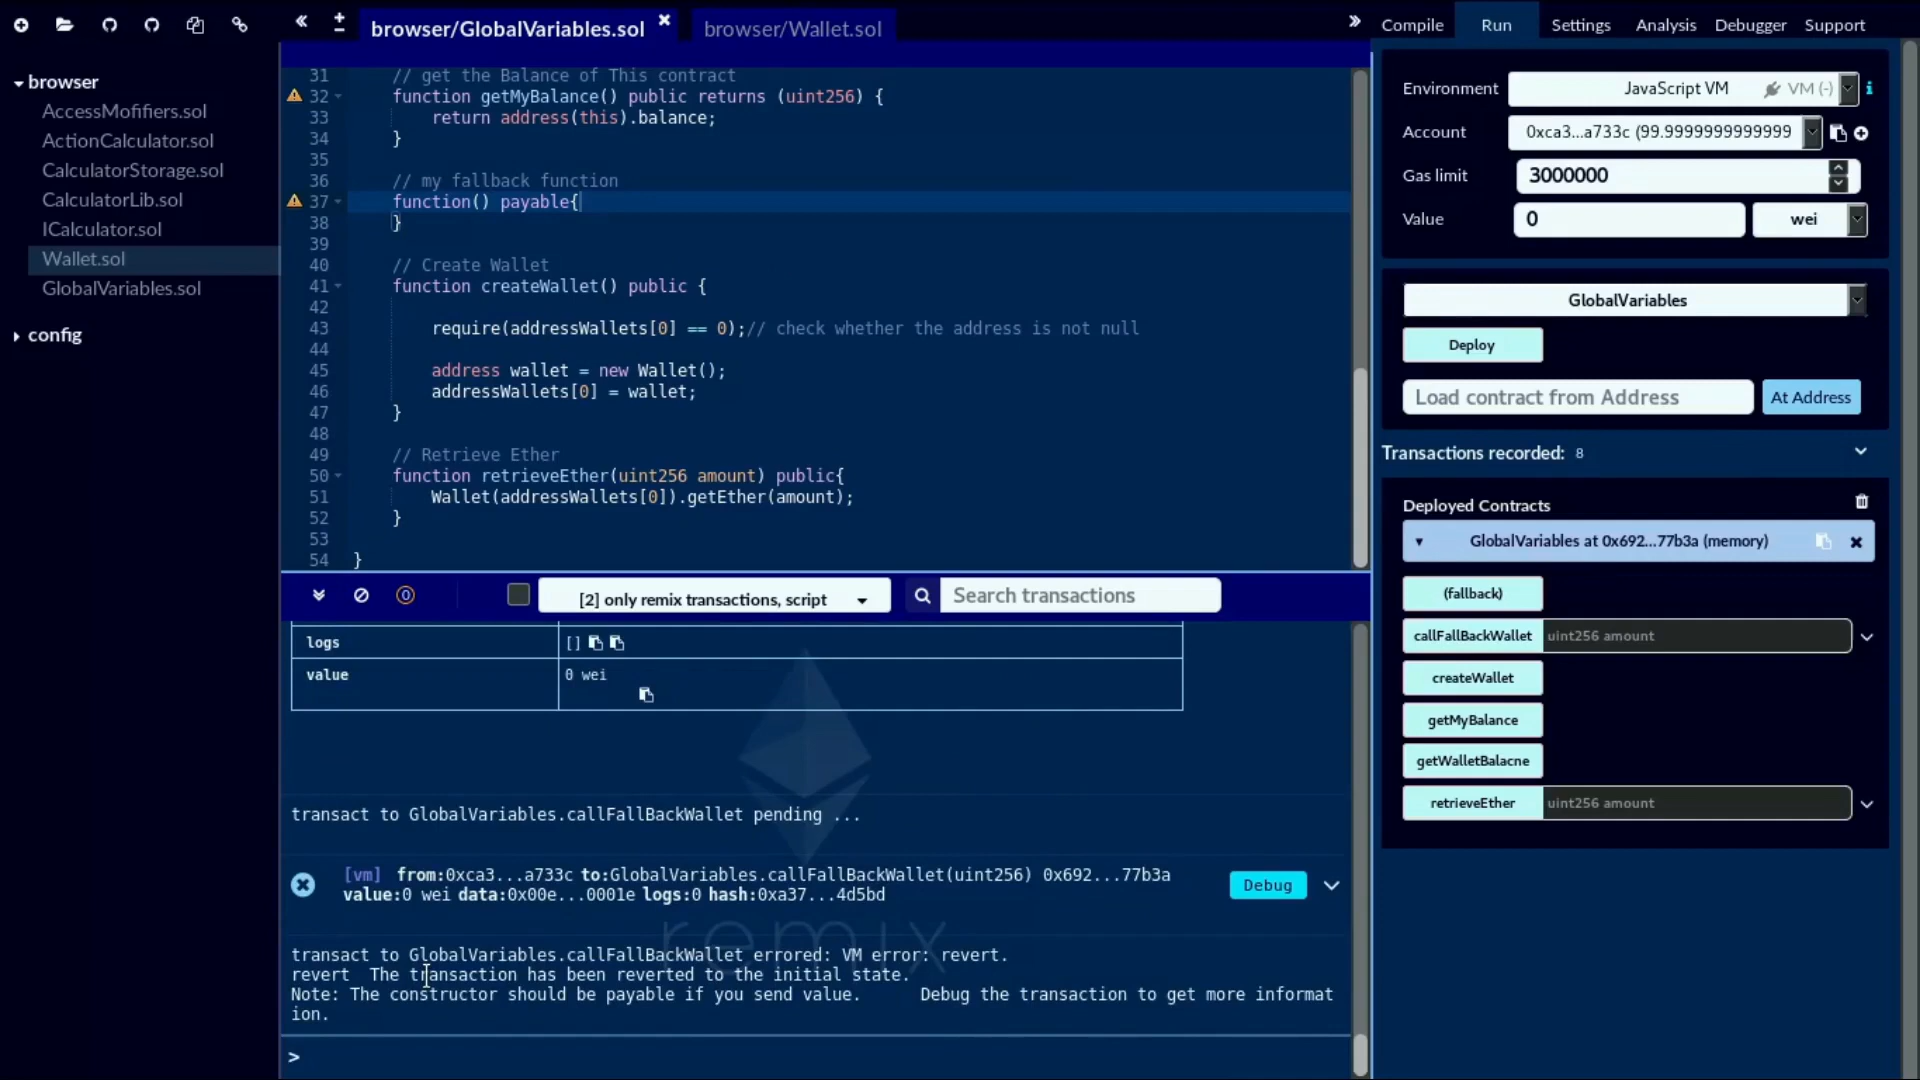 browser/GlobalVariables.sol
browser/Wallet.sol
Compile
Run
Settings
Analysis
Debugger
Support
browser
AccessMofifiers.sol
ActionCalculator.sol
CalculatorStorage.sol
CalculatorLib.sol
ICalculator.sol
Wallet.sol
GlobalVariables.sol
config
31 // get the Balance of This contract
32 function getMyBalance() public returns (uint256) {
33 return address(this).balance;
34 }
35
36 // my fallback function
37 function() payable{
38 }
39
40 // Create Wallet
41 function createWallet() public {
42
43 require(addressWallets[0] == 0);// check whether the address is not null
44
45 address wallet = new Wallet();
46 addressWallets[0] = wallet;
47 }
48
49 // Retrieve Ether
50 function retrieveEther(uint256 amount) public{
51 Wallet(addressWallets[0]).getEther(amount);
52 }
53
54 }
0
[2] only remix transactions, script
Search transactions
logs []
value 0 wei
transact to GlobalVariables.callFallBackWallet pending ...
[vm] from:0xca3...a733c to:GlobalVariables.callFallBackWallet(uint256) 0x692...77b3a
value:0 wei data:0x00e...0001e logs:0 hash:0xa37...4d5bd
Debug
remix
transact to GlobalVariables.callFallBackWallet errored: VM error: revert.
revert The transaction has been reverted to the initial state.
Note: The constructor should be payable if you send value. Debug the transaction to get more informat
ion.
>
Environment JavaScript VM VM (-) i
Account 0xca3...a733c (99.9999999999999
Gas limit 3000000
Value 0 wei
GlobalVariables
Deploy
Load contract from Address At Address
Transactions recorded: 8
Deployed Contracts
GlobalVariables at 0x692...77b3a (memory)
(fallback)
callFallBackWallet uint256 amount
createWallet
getMyBalance
getWalletBalacne
retrieveEther uint256 amount